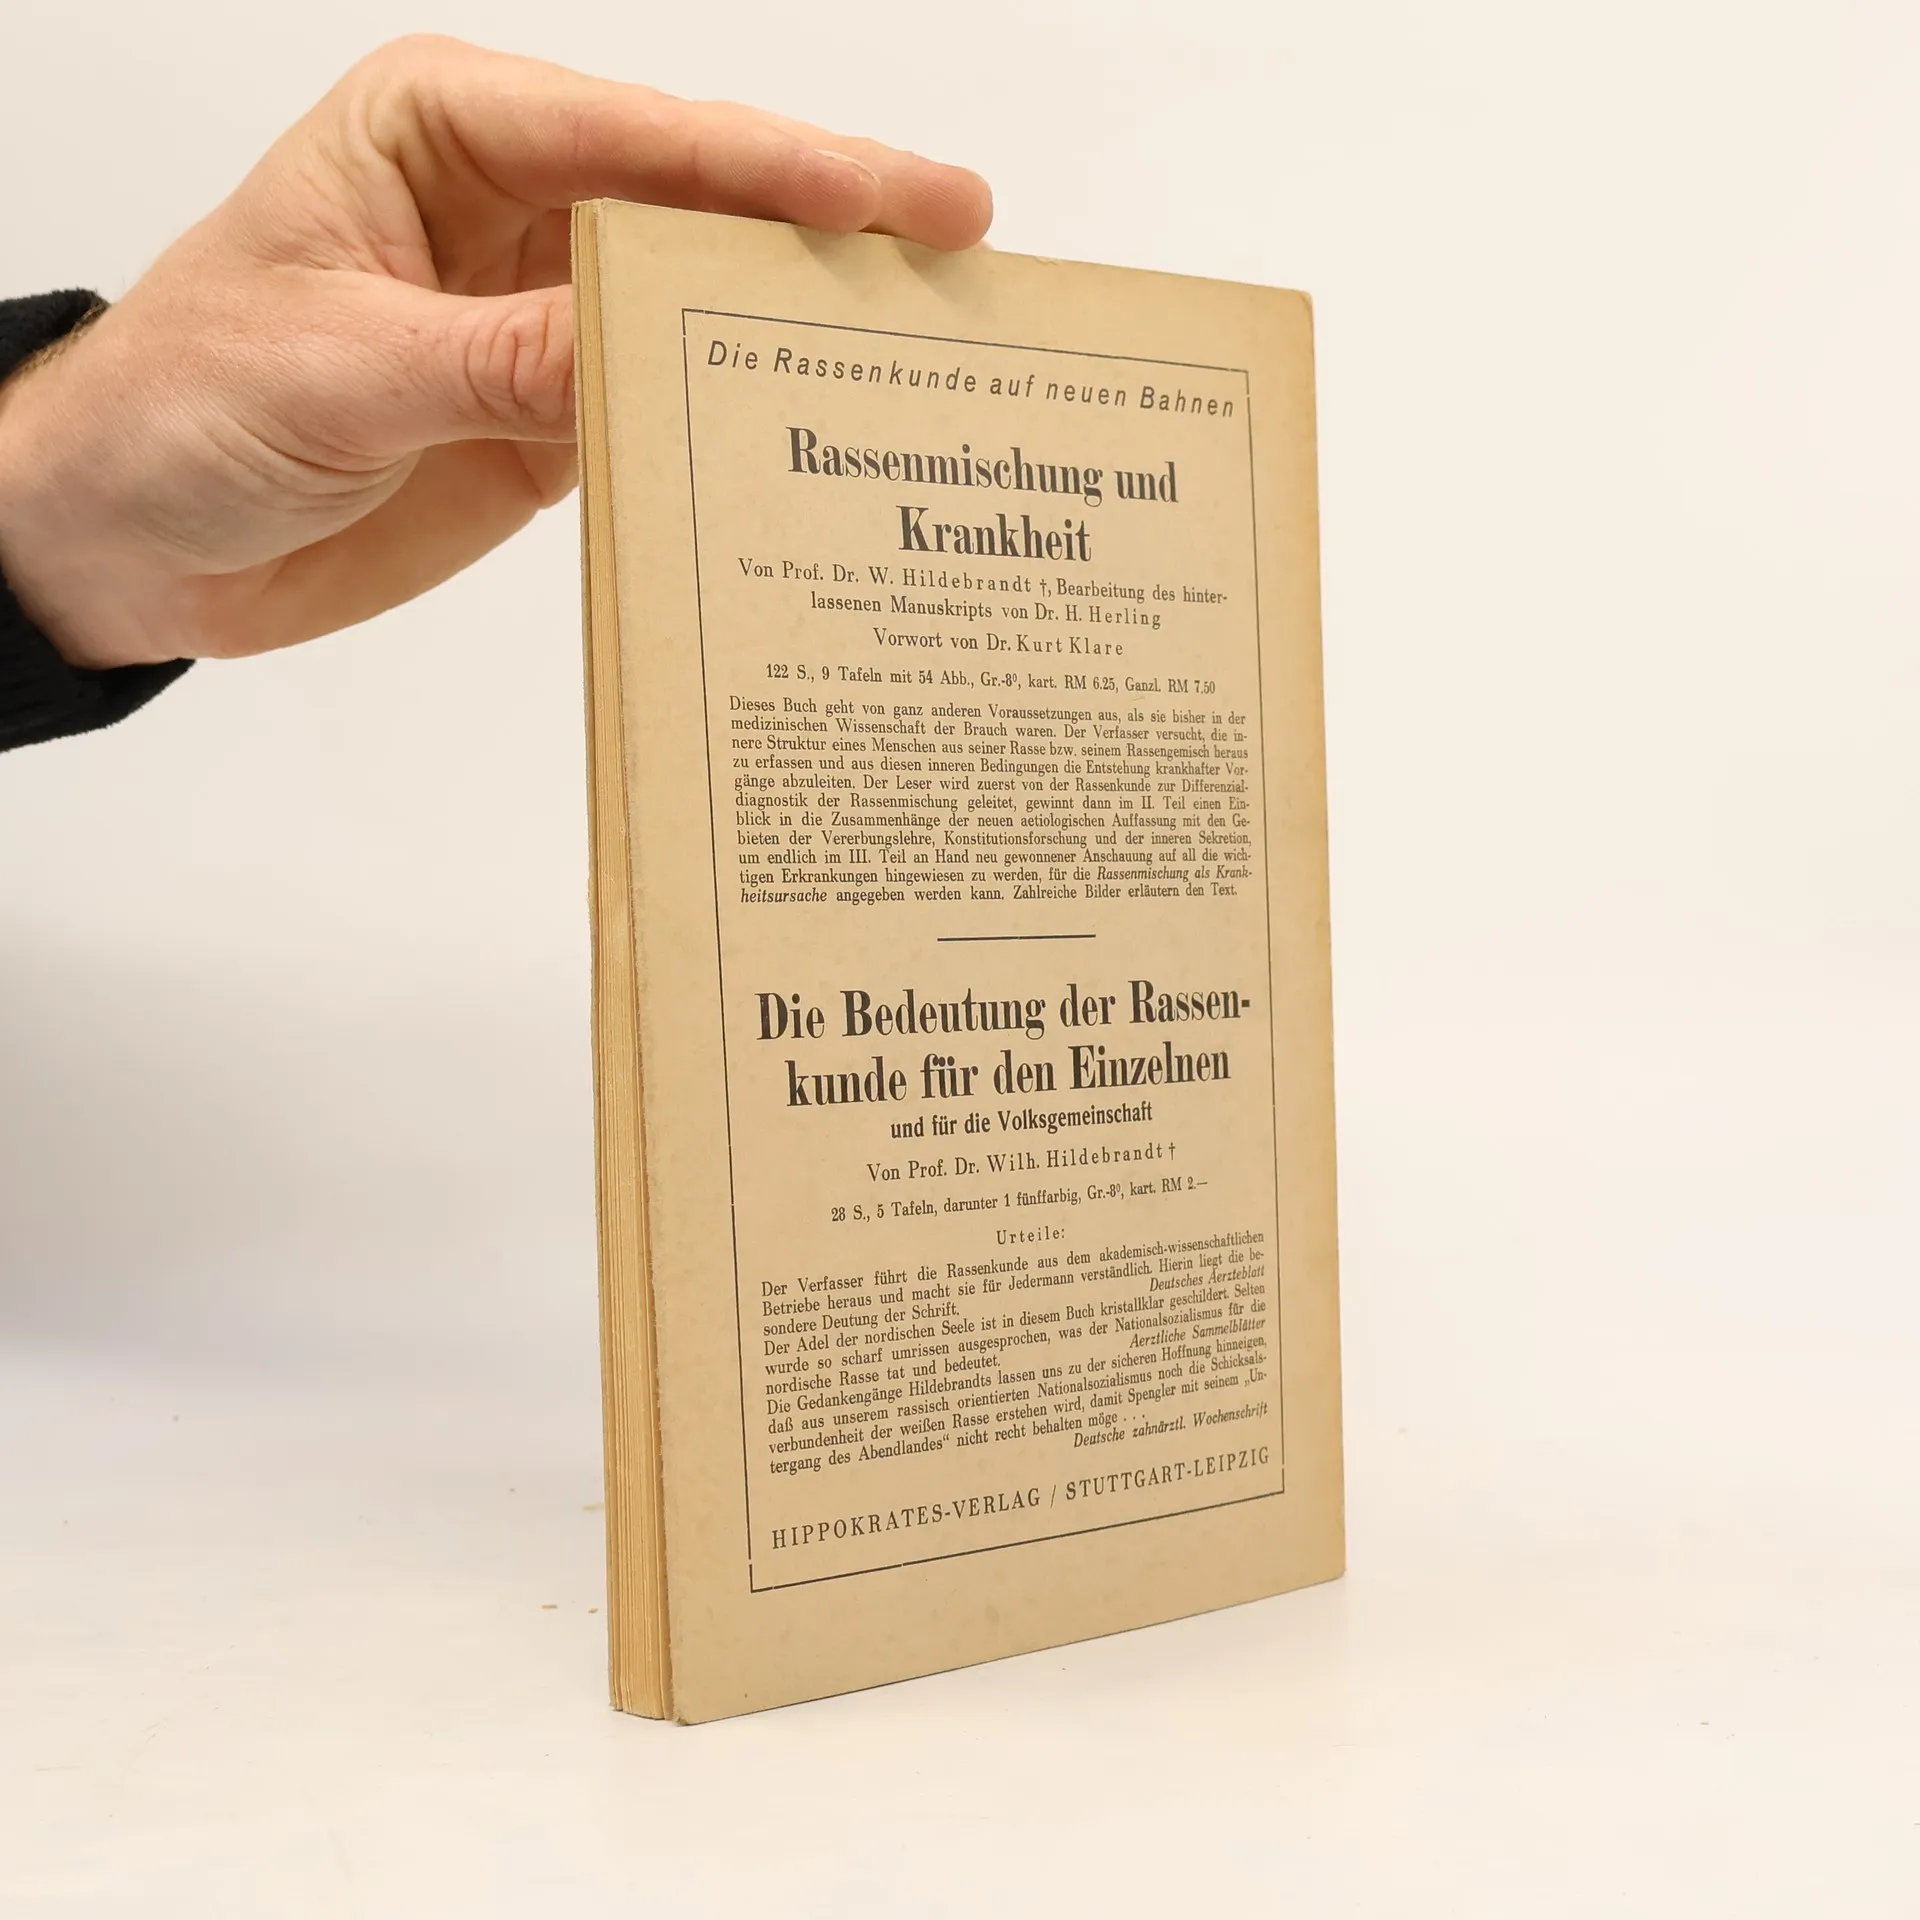 Die Rassenkunde auf neuen Bahnen
Rassenmischung und
Krankheit
Von Prof. Dr. W. Hildebrandt †, Bearbeitung des hinter-
lassenen Manuskripts von Dr. H. Herling
Vorwort von Dr. Kurt Klare
122 S., 9 Tafeln mit 54 Abb., Gr.-8⁰, kart. RM 6.25, Ganzl. RM 7.50
Dieses Buch geht von ganz anderen Voraussetzungen aus, als sie bisher in der
medizinischen Wissenschaft der Brauch waren. Der Verfasser versucht, die in-
nere Struktur eines Menschen aus seiner Rasse bzw. seinem Rassengemisch heraus
zu erfassen und aus diesen inneren Bedingungen die Entstehung krankhafter Vor-
gänge abzuleiten. Der Leser wird zuerst von der Rassenkunde zur Differenzial-
diagnostik der Rassenmischung geleitet, gewinnt dann im II. Teil einen Ein-
blick in die Zusammenhänge der neuen aetiologischen Auffassung mit den Ge-
bieten der Vererbungslehre, Konstitutionsforschung und der inneren Sekretion,
um endlich im III. Teil an Hand neu gewonnener Anschauung auf all die wich-
tigen Erkrankungen hingewiesen zu werden, für die Rassenmischung als Krank-
heitsursache angegeben werden kann. Zahlreiche Bilder erläutern den Text.
Die Bedeutung der Rassen-
kunde für den Einzelnen
und für die Volksgemeinschaft
Von Prof. Dr. Wilh. Hildebrandt †
28 S., 5 Tafeln, darunter 1 fünffarbig, Gr.-8⁰, kart. RM 2.—
Urteile:
Der Verfasser führt die Rassenkunde aus dem akademisch-wissenschaftlichen
Betriebe heraus und macht sie für Jedermann verständlich. Hierin liegt die be-
sondere Deutung der Schrift. Deutsches Aerzteblatt
Der Adel der nordischen Seele ist in diesem Buch kristallklar geschildert. Selten
wurde so scharf umrissen ausgesprochen, was der Nationalsozialismus für die
nordische Rasse tat und bedeutet. Aerztliche Sammelblätter
Die Gedankengänge Hildebrandts lassen uns zu der sicheren Hoffnung hinneigen,
daß aus unserem rassisch orientierten Nationalsozialismus noch die Schicksals-
verbundenheit der weißen Rasse erstehen wird, damit Spengler mit seinem „Un-
tergang des Abendlandes“ nicht recht behalten möge . . .
Deutsche zahnärztl. Wochenschrift
HIPPOKRATES-VERLAG / STUTTGART-LEIPZIG